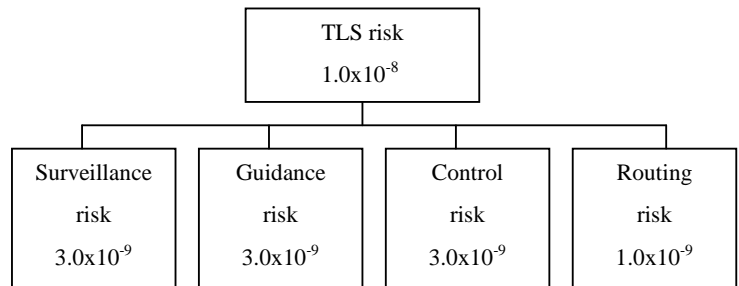 TLS risk
1.0x10⁻⁸
Surveillance
risk
3.0x10⁻⁹
Guidance
risk
3.0x10⁻⁹
Control
risk
3.0x10⁻⁹
Routing
risk
1.0x10⁻⁹